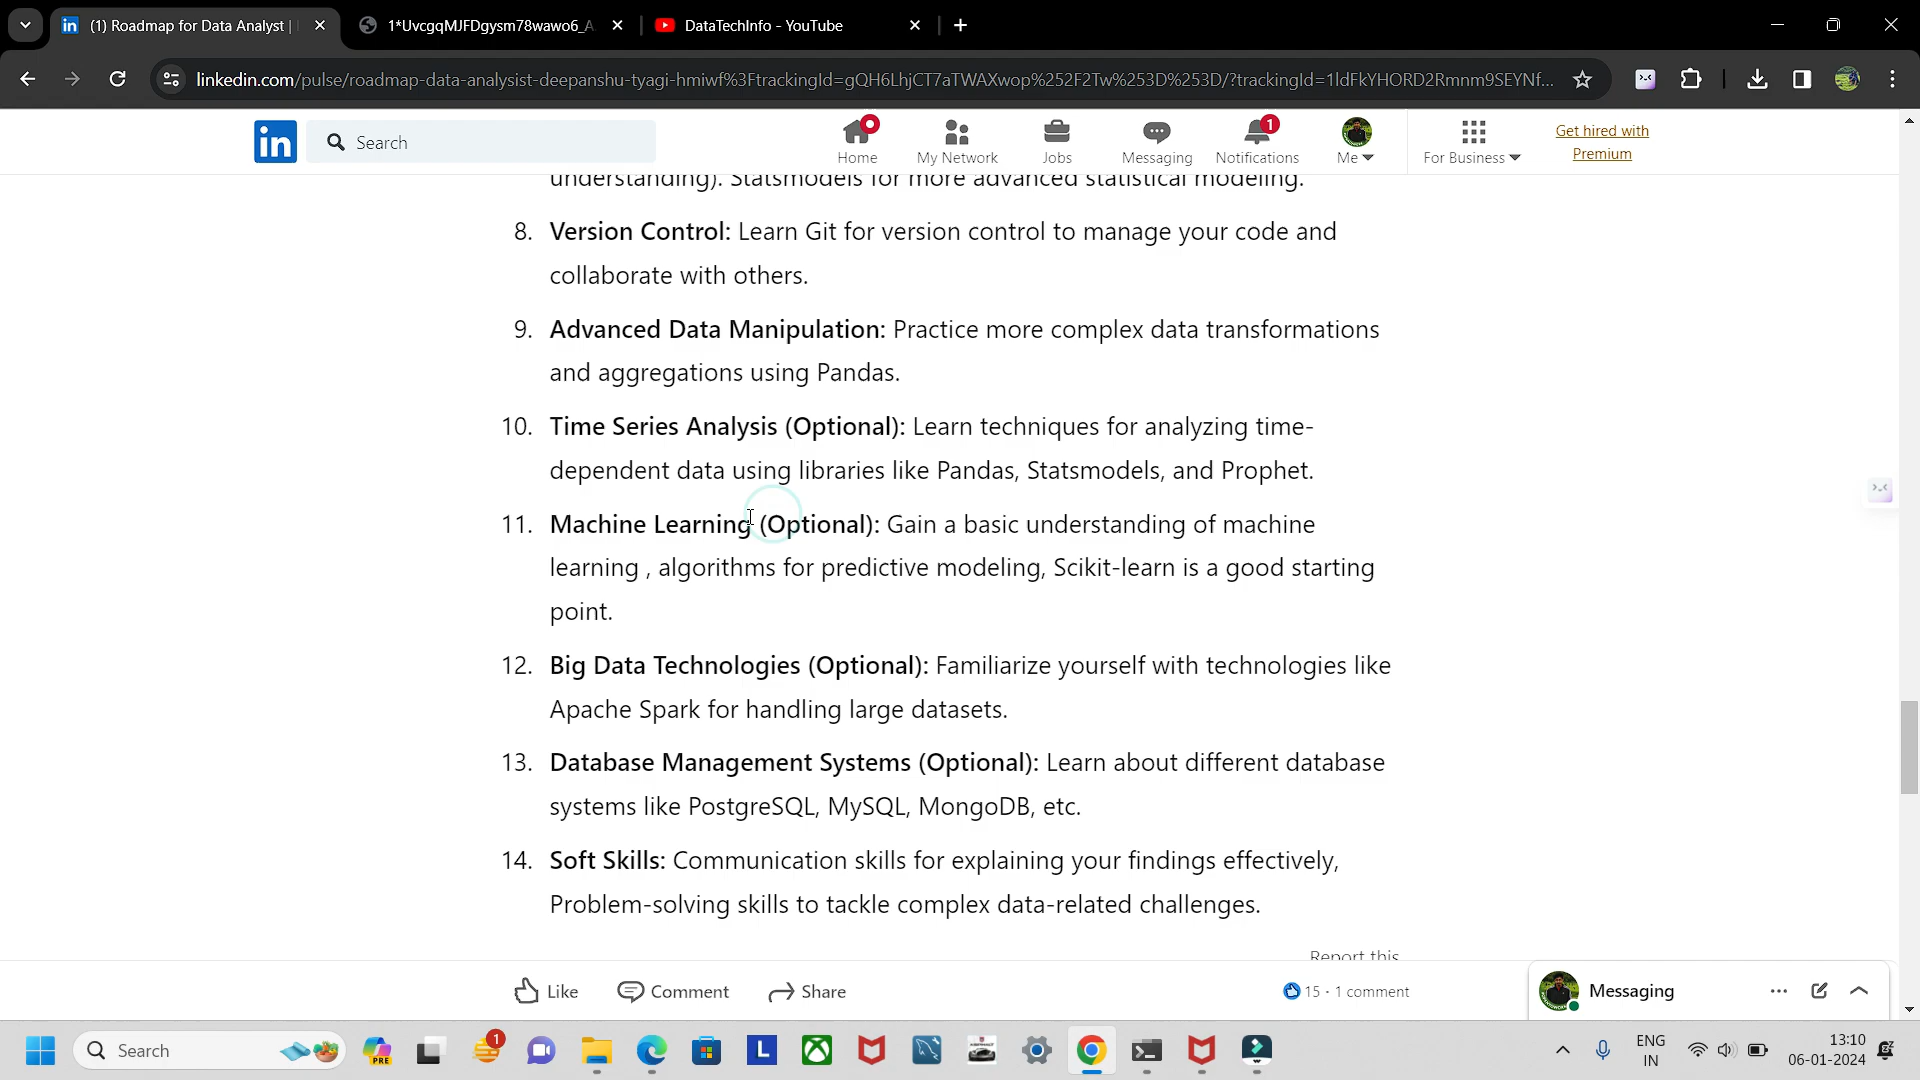 (1) Roadmap for Data Analyst |
1*UvcgqMJFDgysm78wawo6_A
DataTechInfo - YouTube
linkedin.com/pulse/roadmap-data-analysist-deepanshu-tyagi-hmiwf%3FtrackingId=gQH6LhjCT7aTWAXwop%252F2Tw%253D%253D/?trackingId=1ldFkYHORD2Rmnm9SEYNf...
in
Search
Home
My Network
Jobs
Messaging
1
Notifications
Me
For Business
Get hired with
Premium
understanding). Statsmodels for more advanced statistical modeling.
8. Version Control: Learn Git for version control to manage your code and
collaborate with others.
9. Advanced Data Manipulation: Practice more complex data transformations
and aggregations using Pandas.
10. Time Series Analysis (Optional): Learn techniques for analyzing time-
dependent data using libraries like Pandas, Statsmodels, and Prophet.
11. Machine Learning (Optional): Gain a basic understanding of machine
learning , algorithms for predictive modeling, Scikit-learn is a good starting
point.
12. Big Data Technologies (Optional): Familiarize yourself with technologies like
Apache Spark for handling large datasets.
13. Database Management Systems (Optional): Learn about different database
systems like PostgreSQL, MySQL, MongoDB, etc.
14. Soft Skills: Communication skills for explaining your findings effectively,
Problem-solving skills to tackle complex data-related challenges.
Report this
Like
Comment
Share
15 · 1 comment
Messaging
Search
PRE
1
L
ENG
IN
13:10
06-01-2024